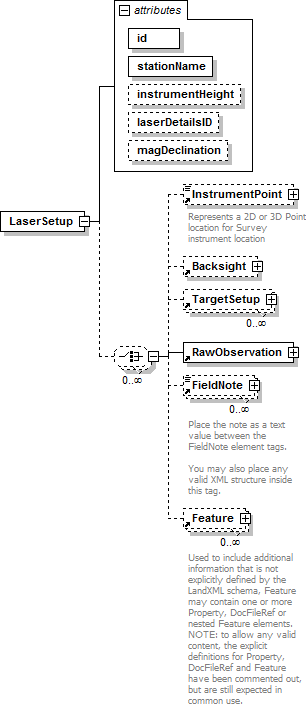 attributes
id
stationName
instrumentHeight
laserDetailsID
magDeclination
LaserSetup
0..∞
InstrumentPoint
Represents a 2D or 3D Point
location for Survey
instrument location
Backsight
TargetSetup
0..∞
RawObservation
FieldNote
0..∞
Place the note as a text
value between the
FieldNote element tags.
You may also place any
valid XML structure inside
this tag.
Feature
0..∞
Used to include additional
information that is not
explicitly defined by the
LandXML schema, Feature
may contain one or more
Property, DocFileRef or
nested Feature elements.
NOTE: to allow any valid
content, the explicit
definitions for Property,
DocFileRef and Feature
have been commented out,
but are still expected in
common use.